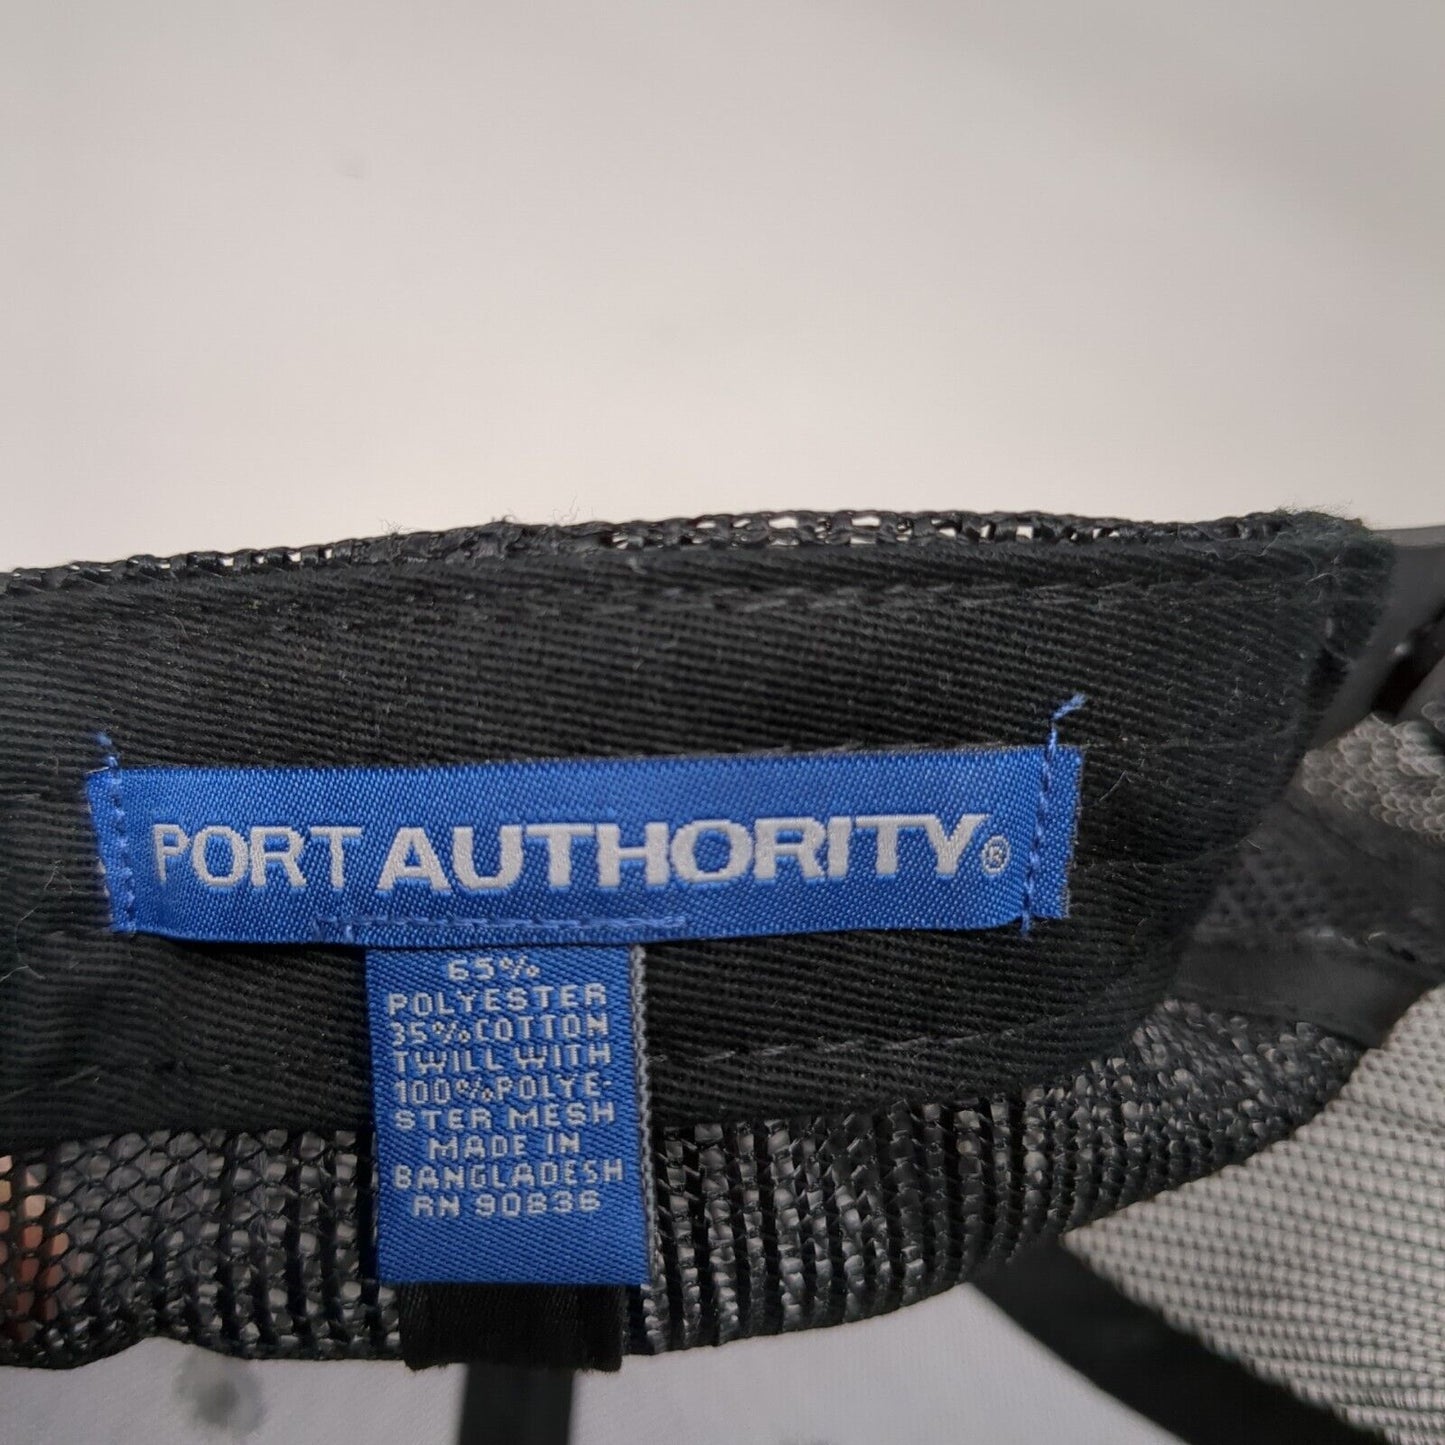 PORT AUTHORITY®
65%
POLYESTER
35% COTTON
TWILL WITH
100% POLYE-
STER MESH
MADE IN
BANGLADESH
RN 90836